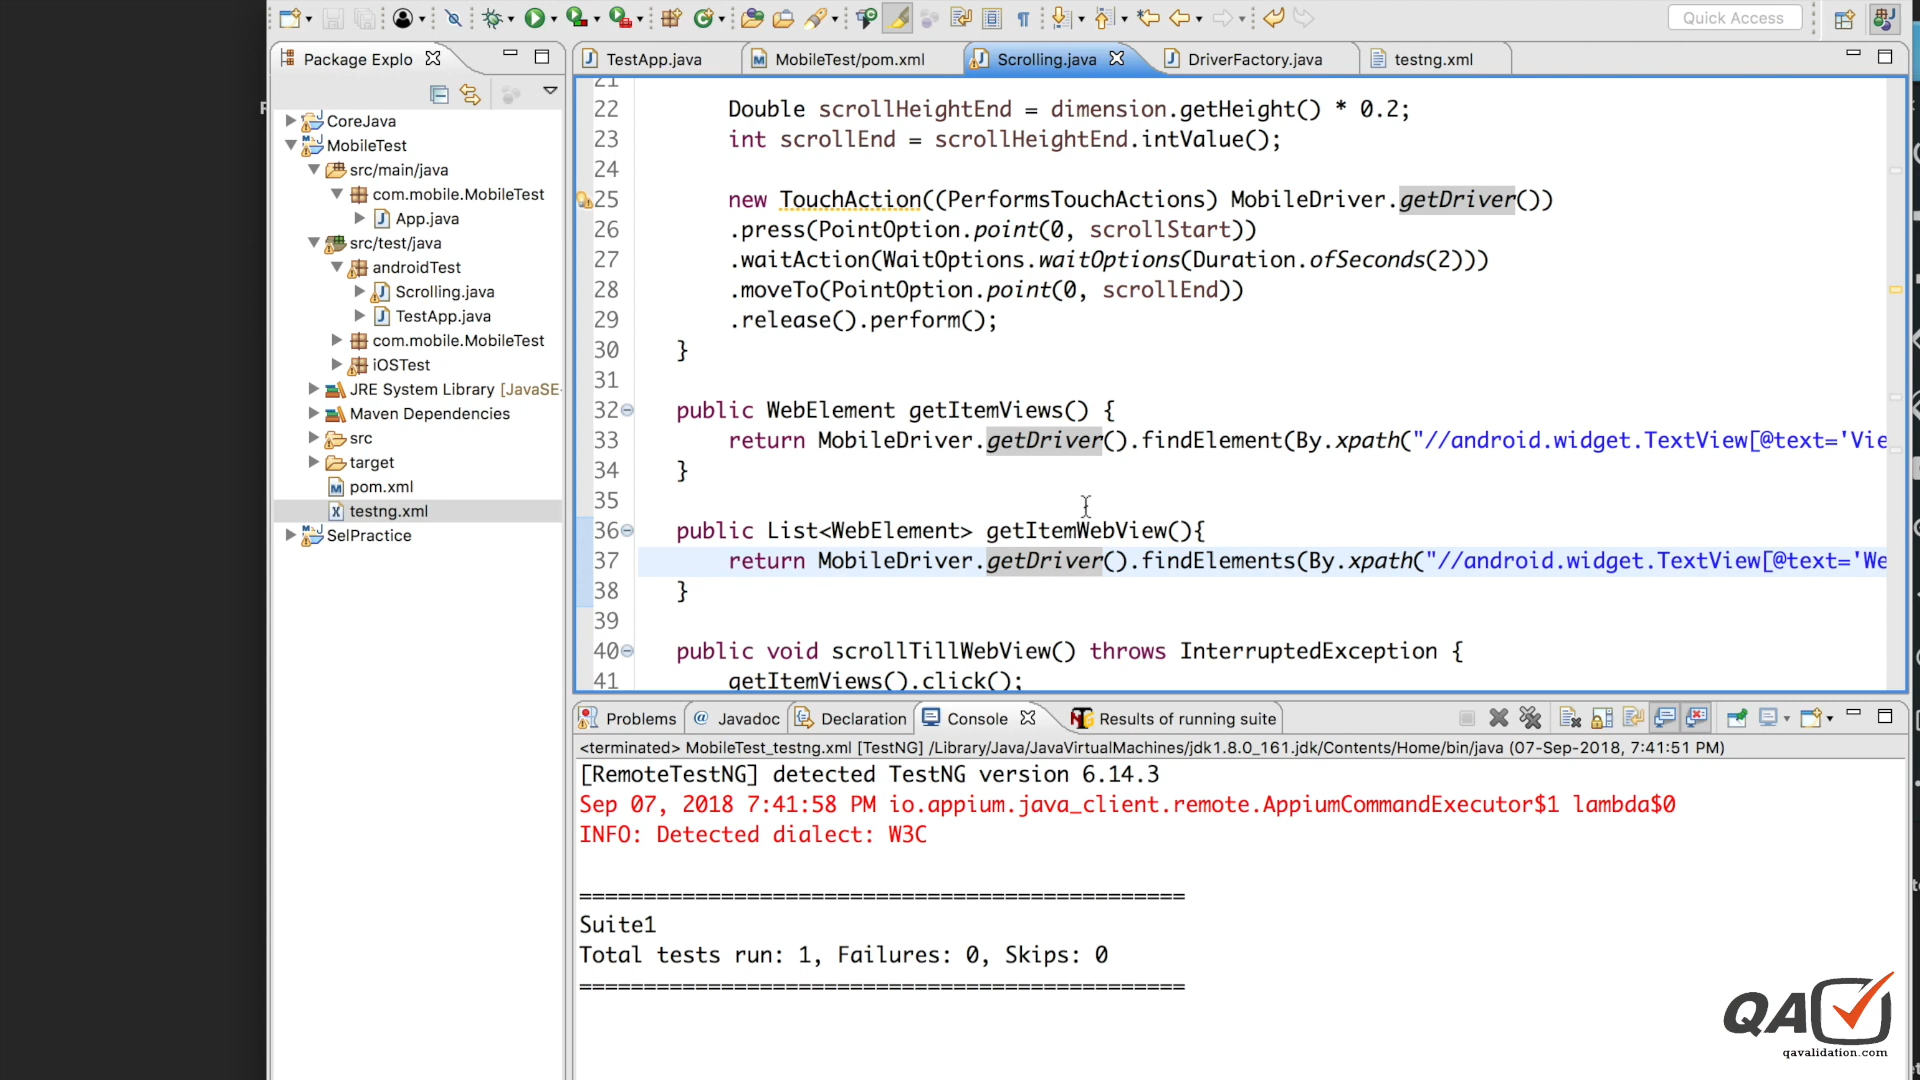 Quick Access
Package Explo
TestApp.java
MobileTest/pom.xml
Scrolling.java
DriverFactory.java
testng.xml
CoreJava
MobileTest
src/main/java
com.mobile.MobileTest
App.java
src/test/java
androidTest
Scrolling.java
TestApp.java
com.mobile.MobileTest
iOSTest
JRE System Library [JavaSE-
Maven Dependencies
src
target
pom.xml
testng.xml
SelPractice
21
22 Double scrollHeightEnd = dimension.getHeight() * 0.2;
23 int scrollEnd = scrollHeightEnd.intValue();
24
25 new TouchAction((PerformsTouchActions) MobileDriver.getDriver())
26 .press(PointOption.point(0, scrollStart))
27 .waitAction(WaitOptions.waitOptions(Duration.ofSeconds(2)))
28 .moveTo(PointOption.point(0, scrollEnd))
29 .release().perform();
30 }
31
32 public WebElement getItemViews() {
33 return MobileDriver.getDriver().findElement(By.xpath("//android.widget.TextView[@text='Vie
34 }
35
36 public List<WebElement> getItemWebView(){
37 return MobileDriver.getDriver().findElements(By.xpath("//android.widget.TextView[@text='We
38 }
39
40 public void scrollTillWebView() throws InterruptedException {
41 getItemViews().click();
Problems
Javadoc
Declaration
Console
Results of running suite
<terminated> MobileTest_testng.xml [TestNG] /Library/Java/JavaVirtualMachines/jdk1.8.0_161.jdk/Contents/Home/bin/java (07-Sep-2018, 7:41:51 PM)
[RemoteTestNG] detected TestNG version 6.14.3
Sep 07, 2018 7:41:58 PM io.appium.java_client.remote.AppiumCommandExecutor$1 lambda$0
INFO: Detected dialect: W3C
===============================================
Suite1
Total tests run: 1, Failures: 0, Skips: 0
===============================================
QA
qavalidation.com